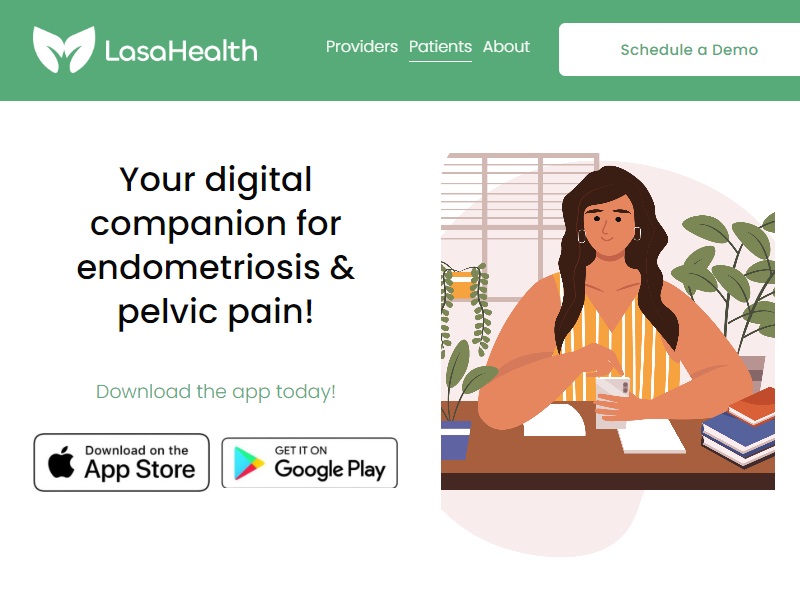 LasaHealth
Providers Patients About
Schedule a Demo
Your digital
companion for
endometriosis &
pelvic pain!
Download the app today!
Download on the
App Store
GET IT ON
Google Play